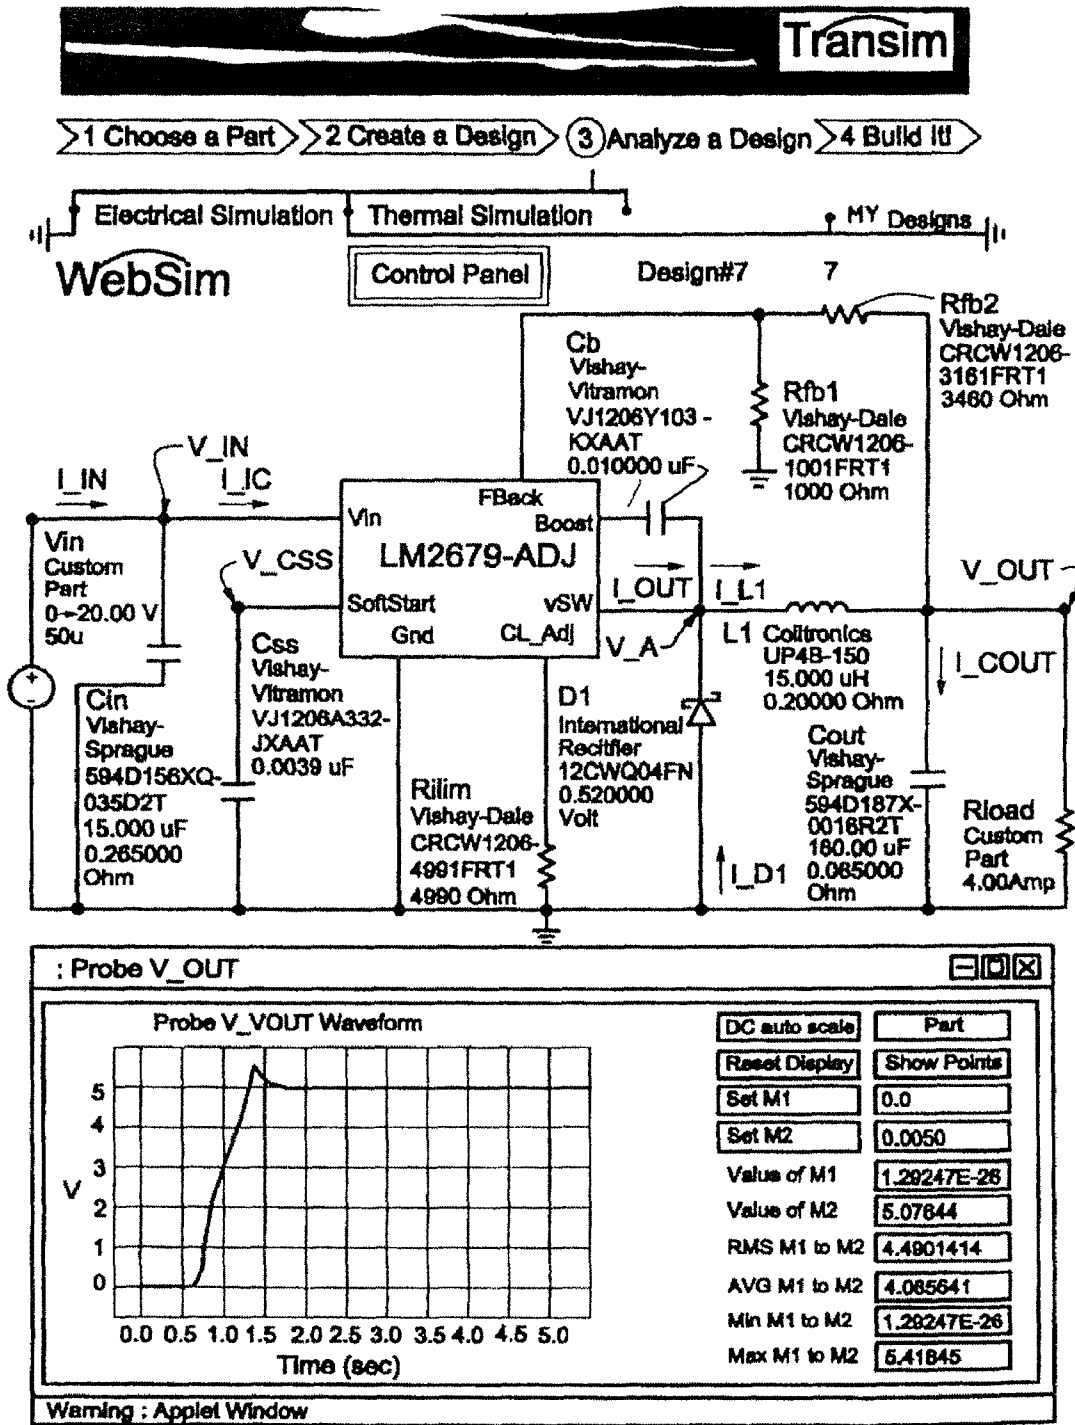 Transim
1 Choose a Part
2 Create a Design
3 Analyze a Design
4 Build It!
Electrical Simulation
Thermal Simulation
MY Designs
WebSim
Control Panel
Design#7
7
Rfb2
Vishay-Dale
CRCW1206-
3161FRT1
3460 Ohm
Cb
Vishay-
Vitramon
VJ1206Y103 -
KXAAT
0.010000 uF
Rfb1
Vishay-Dale
CRCW1206-
1001FRT1
1000 Ohm
V_IN
I_IN
I_IC
Vin
Custom
Part
0→20.00 V
50u
+
-
V_CSS
Vin
FBack
Boost
LM2679-ADJ
SoftStart
vSW
Gnd
CL_Adj
I_OUT
I_L1
V_A
V_OUT
L1 Coiltronics
UP4B-150
15.000 uH
0.20000 Ohm
I_COUT
Css
Vishay-
Vitramon
VJ1206A332-
JXAAT
0.0039 uF
Cin
Vishay-
Sprague
594D156XQ-
035D2T
15.000 uF
0.265000
Ohm
Rilim
Vishay-Dale
CRCW1206-
4991FRT1
4990 Ohm
D1
International
Recitfier
12CWQ04FN
0.520000
Volt
I_D1
Cout
Vishay-
Sprague
594D187X-
0016R2T
180.00 uF
0.065000
Ohm
Rload
Custom
Part
4.00Amp
: Probe V_OUT
Probe V_VOUT Waveform
V
5
4
3
2
1
0
0.0 0.5 1.0 1.5 2.0 2.5 3.0 3.5 4.0 4.5 5.0
Time (sec)
DC auto scale
Part
Reset Display
Show Points
Set M1
0.0
Set M2
0.0050
Value of M1
1.29247E-26
Value of M2
5.07644
RMS M1 to M2
4.4901414
AVG M1 to M2
4.065641
Min M1 to M2
1.29247E-26
Max M1 to M2
5.41845
Warning : Applet Window